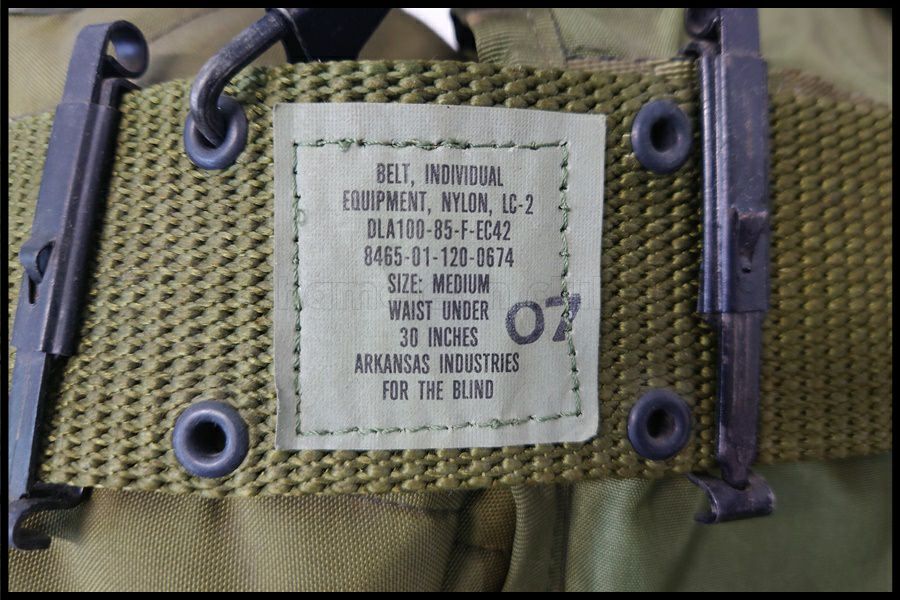 BELT, INDIVIDUAL
EQUIPMENT, NYLON, LC-2
DLA100-85-F-EC42
8465-01-120-0674
SIZE: MEDIUM
WAIST UNDER
30 INCHES
07
ARKANSAS INDUSTRIES
FOR THE BLIND